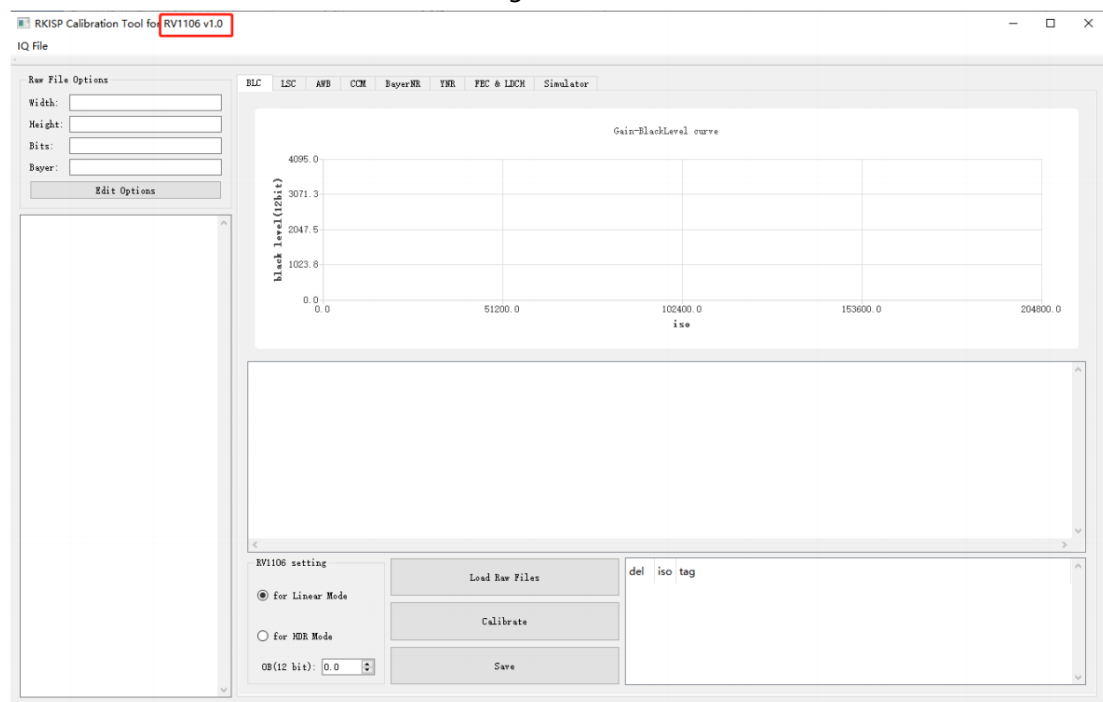 RKISP Calibration Tool for RV1106 v1.0
IQ File
Raw File Options
Width:
Height:
Bits:
Bayer:
Edit Options
BLC LSC AWB CCM BayerNR YNR FEC & LDCH Simulator
Gain-BlackLevel curve
black level(12bit)
4095.0
3071.3
2047.5
1023.8
0.0
0.0 51200.0 102400.0 153600.0 204800.0
iso
RV1106 setting
for Linear Mode
for HDR Mode
OB(12 bit): 0.0
Load Raw Files
Calibrate
Save
del iso tag